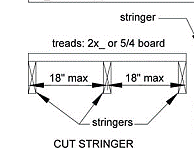 stringer
treads: 2x_ or 5/4 board
18" max 18" max
stringers
CUT STRINGER